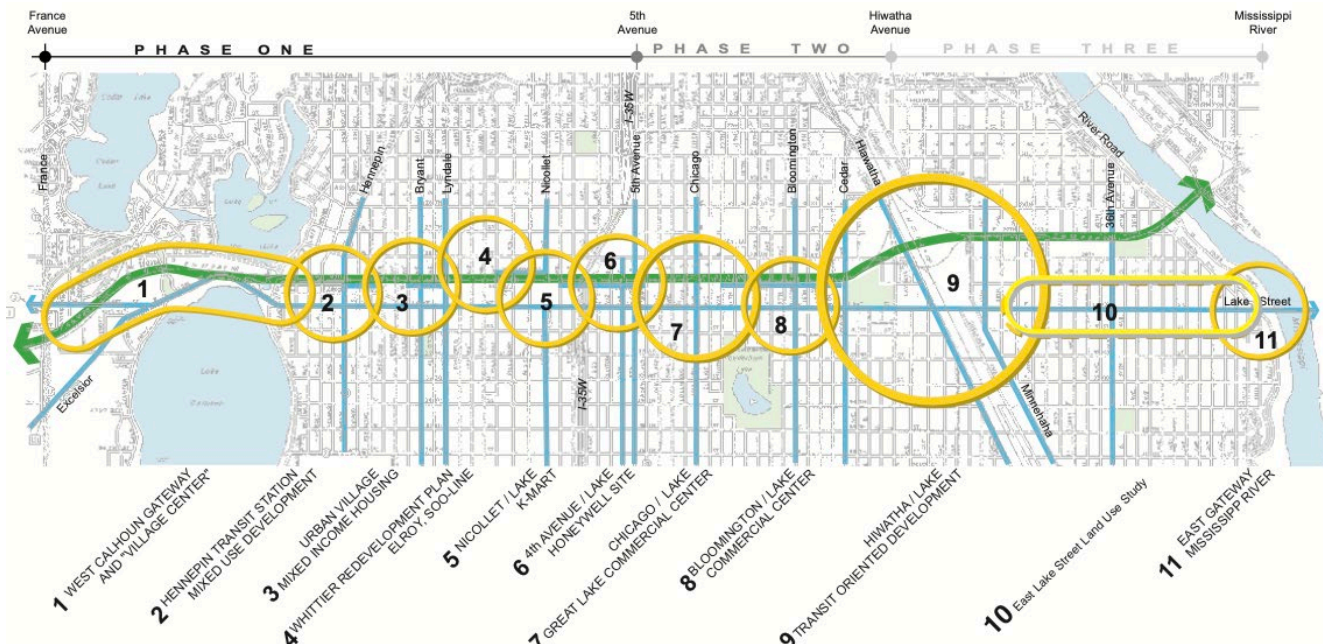 France
Avenue
5th
Avenue
Hiwatha
Avenue
Mississippi
River
PHASE ONE
PHASE TWO
PHASE THREE
France
Hennepin
Bryant
Lyndale
Nicollet
I-35W
5th Avenue
Chicago
Bloomington
Cedar
Hiawatha
36th Avenue
River Road
1
2
3
4
5
6
7
8
9
10
11
Lake Street
Excelsior
I-35W
Minnehaha
1 WEST CALHOUN GATEWAY
AND "VILLAGE CENTER"
2 HENNEPIN TRANSIT STATION
MIXED USE DEVELOPMENT
URBAN VILLAGE
3 MIXED INCOME HOUSING
4 WHITTIER REDEVELOPMENT PLAN
ELROY, SOO-LINE
5 NICOLLET / LAKE
K-MART
6 4th AVENUE / LAKE
HONEYWELL SITE
CHICAGO / LAKE
7 GREAT LAKE COMMERCIAL CENTER
8 BLOOMINGTON / LAKE
COMMERCIAL CENTER
HIWATHA / LAKE
9 TRANSIT ORIENTED DEVELOPMENT
10 East Lake Street Land Use Study
11 EAST GATEWAY
MISSISSIPP RIVER